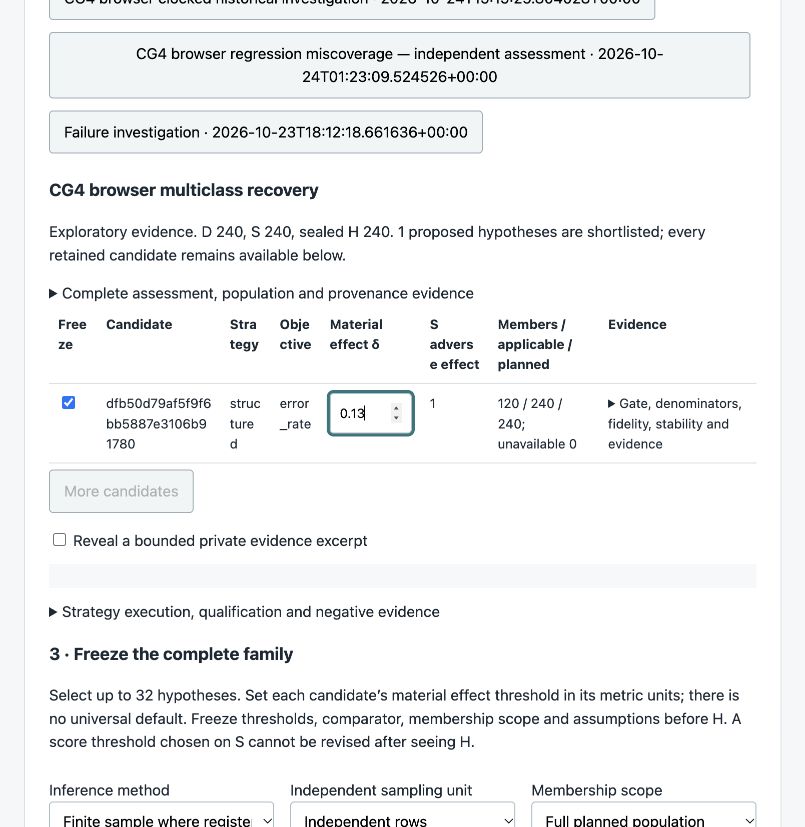 CG4 browser regression miscoverage — independent assessment · 2026-10-
24T01:23:09.524526+00:00
Failure investigation · 2026-10-23T18:12:18.661636+00:00
CG4 browser multiclass recovery
Exploratory evidence. D 240, S 240, sealed H 240. 1 proposed hypotheses are shortlisted; every
retained candidate remains available below.
Complete assessment, population and provenance evidence
Free
ze
Candidate
Stra
tegy
Obje
ctive
Material
effect δ
S
advers
e effect
Members /
applicable /
planned
Evidence
dfb50d79af5f9f6
bb5887e3106b9
1780
struc
ture
d
error
_rate
0.13
1
120 / 240 /
240;
unavailable 0
Gate, denominators,
fidelity, stability and
evidence
More candidates
Reveal a bounded private evidence excerpt
Strategy execution, qualification and negative evidence
3 · Freeze the complete family
Select up to 32 hypotheses. Set each candidate's material effect threshold in its metric units; there is
no universal default. Freeze thresholds, comparator, membership scope and assumptions before H. A
score threshold chosen on S cannot be revised after seeing H.
Inference method
Independent sampling unit
Membership scope
Finite sample where registe
Independent rows
Full planned population